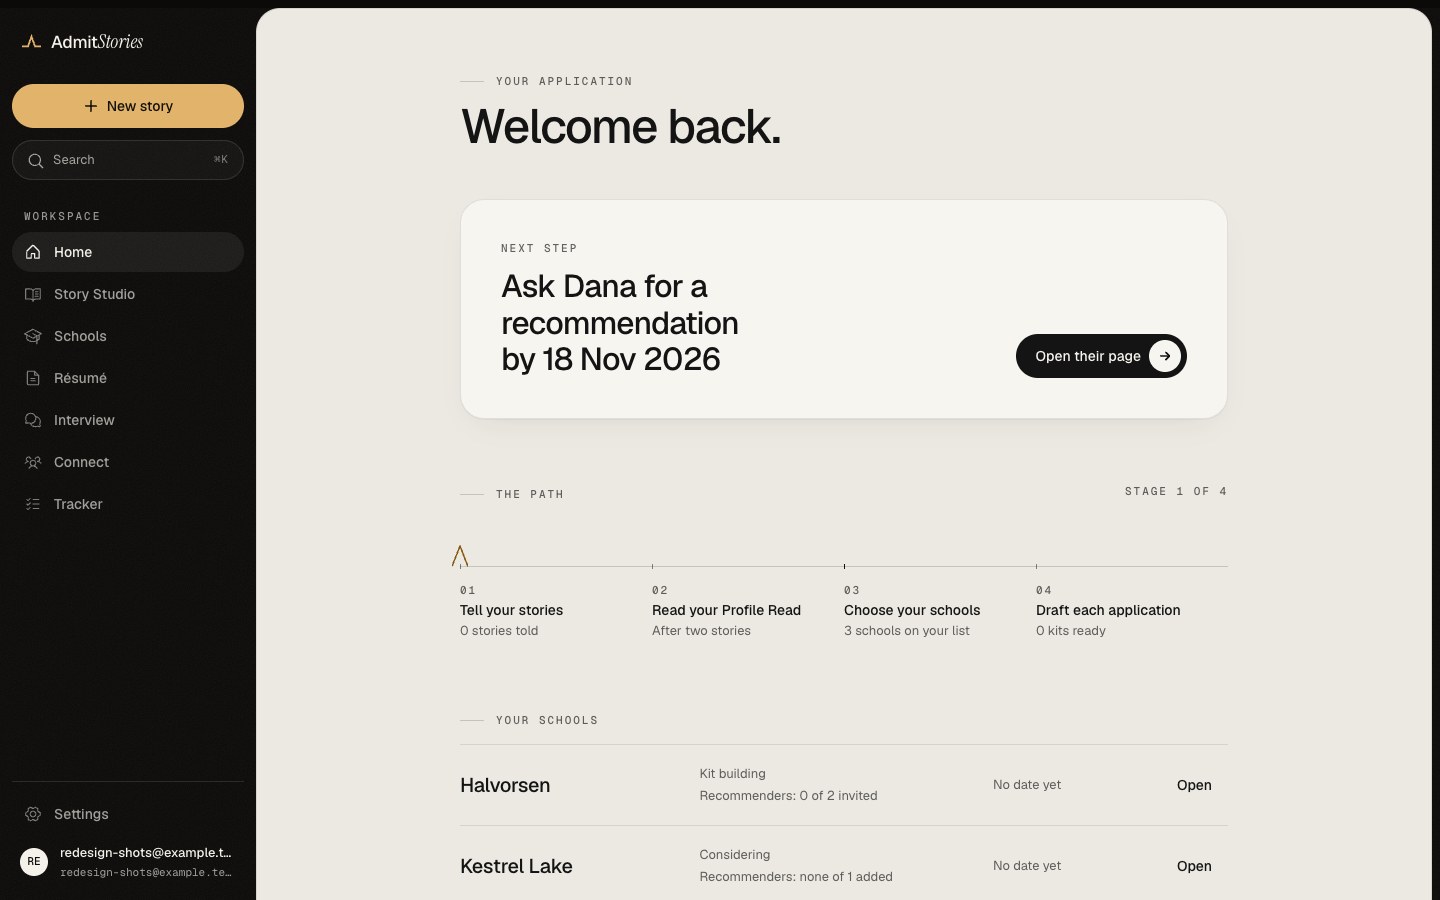 AdmitStories
New story
Search ⌘K
WORKSPACE
Home
Story Studio
Schools
Résumé
Interview
Connect
Tracker
Settings
RE
redesign-shots@example.t…
redesign-shots@example.te…
YOUR APPLICATION
Welcome back.
NEXT STEP
Ask Dana for a
recommendation
by 18 Nov 2026
Open their page
THE PATH
STAGE 1 OF 4
01
Tell your stories
0 stories told
02
Read your Profile Read
After two stories
03
Choose your schools
3 schools on your list
04
Draft each application
0 kits ready
YOUR SCHOOLS
Halvorsen
Kit building
Recommenders: 0 of 2 invited
No date yet
Open
Kestrel Lake
Considering
Recommenders: none of 1 added
No date yet
Open